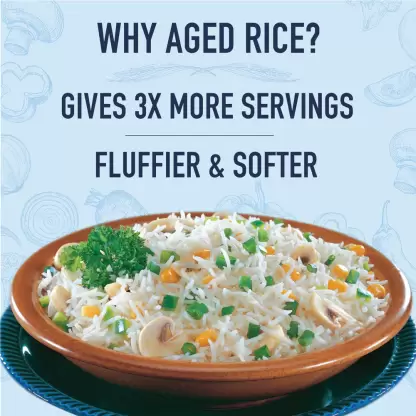 WHY AGED RICE?
GIVES 3X MORE SERVINGS
FLUFFIER & SOFTER